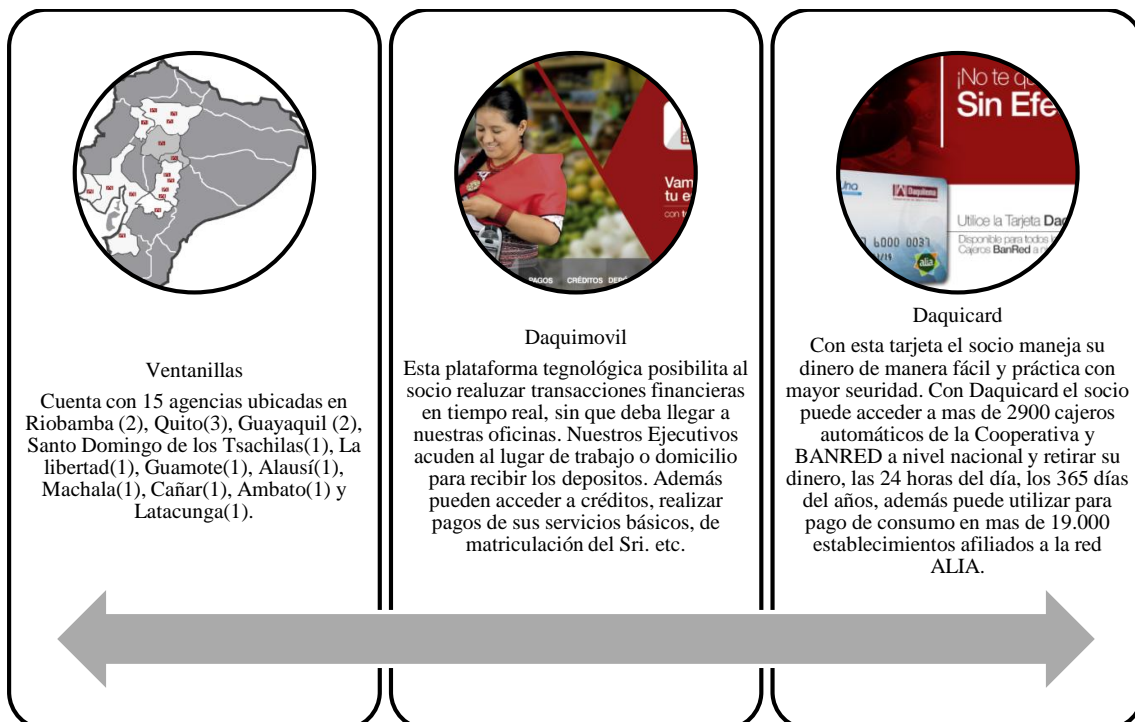 ¡No te
Sin
Vam
tu
con
PAGOS CRÉDITOS
Daquilema
6000 0037
alia
Utilice la Tarjeta
Disponible para todos
Cajeros BanRed a
Ventanillas
Cuenta con 15 agencias ubicadas en
Riobamba (2), Quito(3), Guayaquil (2),
Santo Domingo de los Tsachilas(1), La
libertad(1), Guamote(1), Alausí(1),
Machala(1), Cañar(1), Ambato(1) y
Latacunga(1).
Daquimovil
Esta plataforma tegnológica posibilita al
socio realuzar transacciones financieras
en tiempo real, sin que deba llegar a
nuestras oficinas. Nuestros Ejecutivos
acuden al lugar de trabajo o domicilio
para recibir los depositos. Además
pueden acceder a créditos, realizar
pagos de sus servicios básicos, de
matriculación del Sri. etc.
Daquicard
Con esta tarjeta el socio maneja su
dinero de manera fácil y práctica con
mayor seuridad. Con Daquicard el socio
puede acceder a mas de 2900 cajeros
automáticos de la Cooperativa y
BANRED a nivel nacional y retirar su
dinero, las 24 horas del día, los 365 días
del años, además puede utilizar para
pago de consumo en mas de 19.000
establecimientos afiliados a la red
ALIA.